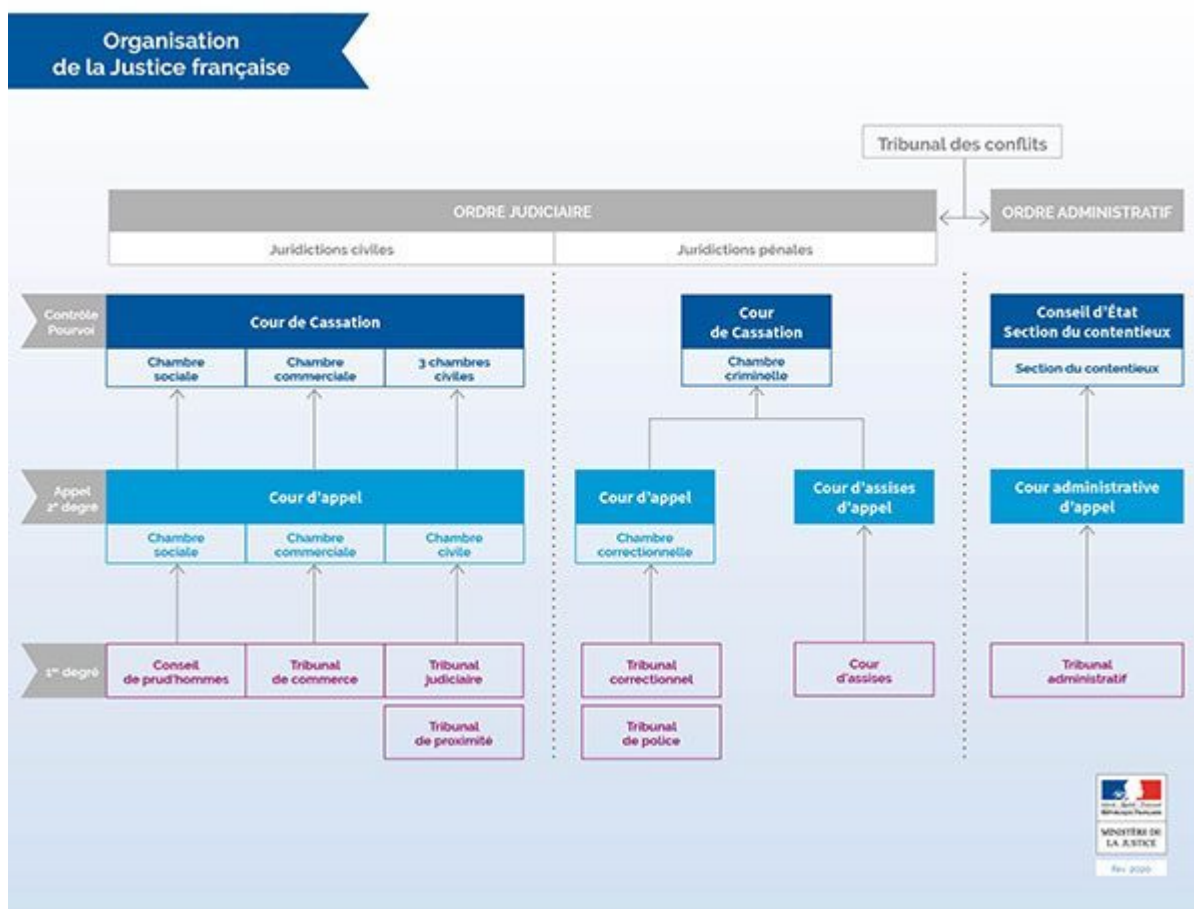 Organisation
de la Justice française
Tribunal des conflits
ORDRE JUDICIAIRE
ORDRE ADMINISTRATIF
Juridictions civiles
Juridictions pénales
Contrôle
Pourvoi
Cour de Cassation
Chambre
sociale
Chambre
commerciale
3 chambres
civiles
Cour
de Cassation
Chambre
criminelle
Conseil d'État
Section du contentieux
Section du contentieux
Appel
2e degré
Cour d'appel
Chambre
sociale
Chambre
commerciale
Chambre
civile
Cour d'appel
Chambre
correctionnelle
Cour d'assises
d'appel
Cour administrative
d'appel
1er degré
Conseil
de prud'hommes
Tribunal
de commerce
Tribunal
judiciaire
Tribunal
de proximité
Tribunal
correctionnel
Tribunal
de police
Cour
d'assises
Tribunal
administratif
MINISTÈRE DE
LA JUSTICE